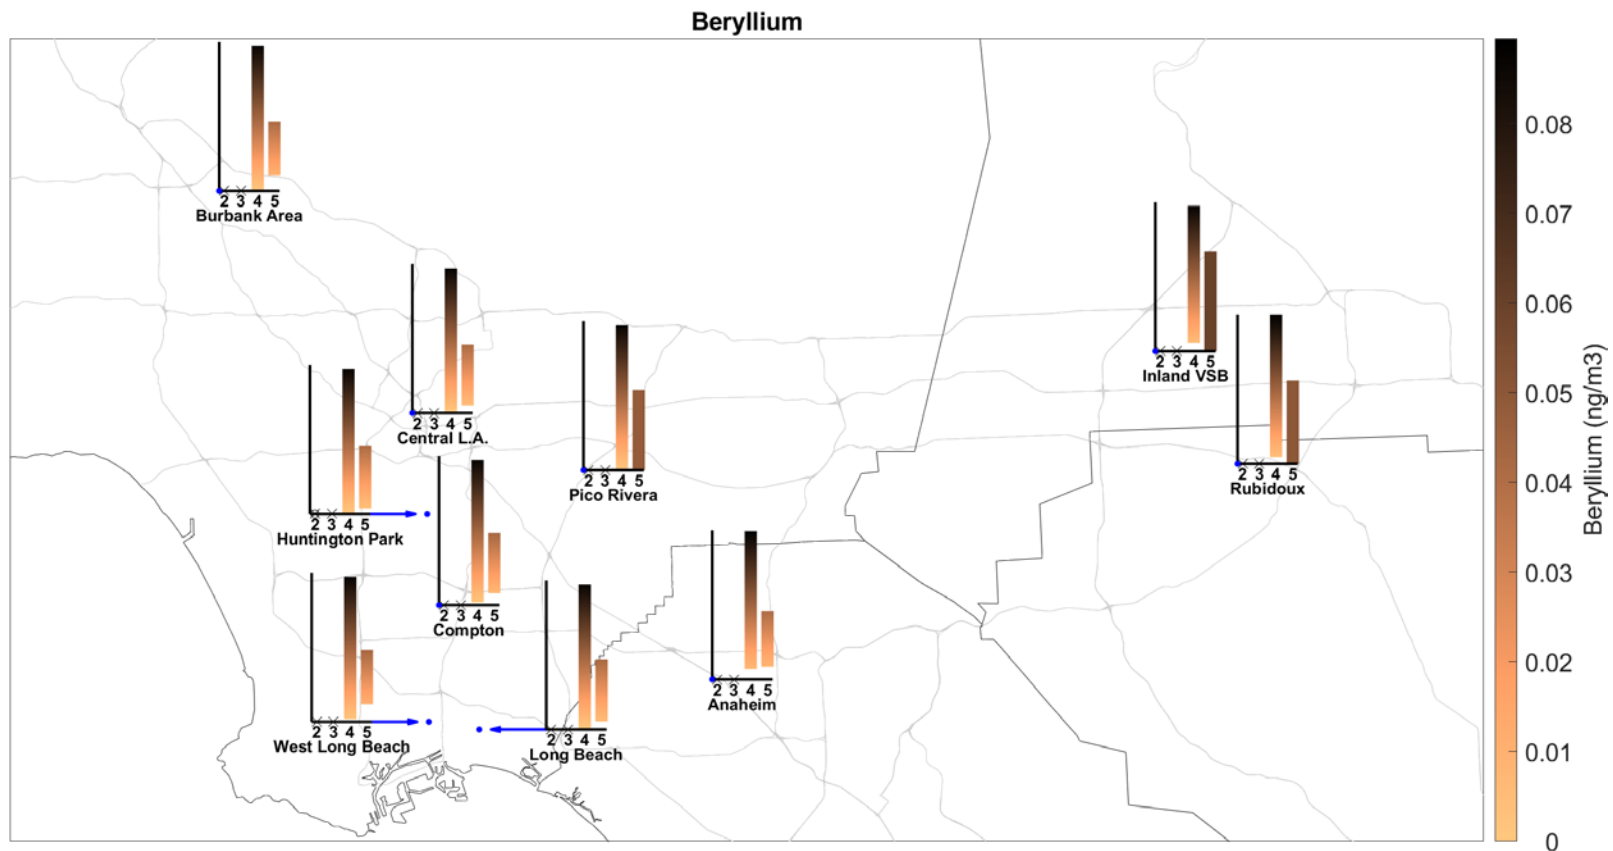 Beryllium
2 3 4 5
Burbank Area
2 3 4 5
Inland VSB
2 3 4 5
Central L.A.
2 3 4 5
Pico Rivera
2 3 4 5
Rubidoux
2 3 4 5
Huntington Park
2 3 4 5
Compton
2 3 4 5
Anaheim
2 3 4 5
West Long Beach
2 3 4 5
Long Beach
0.08
0.07
0.06
0.05
0.04
0.03
0.02
0.01
0
Beryllium (ng/m3)